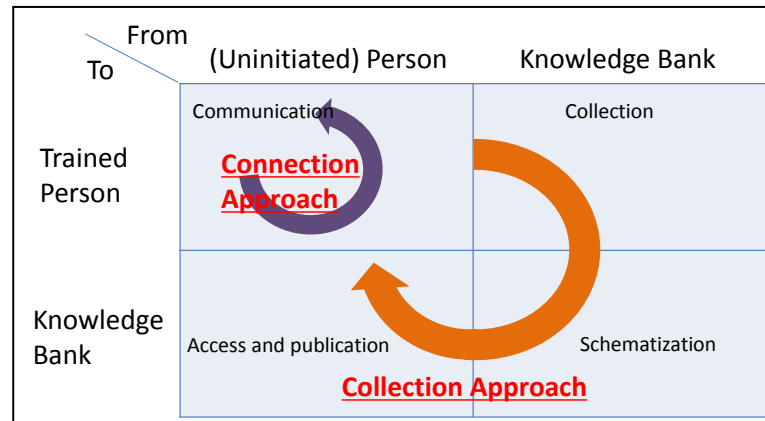 From
To
(Uninitiated) Person
Knowledge Bank
Trained
Person
Communication
Connection
Approach
Collection
Knowledge
Bank
Access and publication
Schematization
Collection Approach